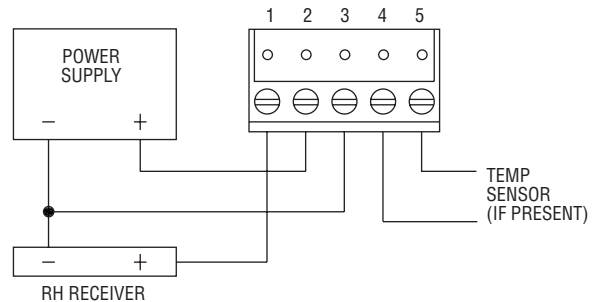 1 2 3 4 5
POWER
SUPPLY
− +
TEMP
SENSOR
(IF PRESENT)
− +
RH RECEIVER